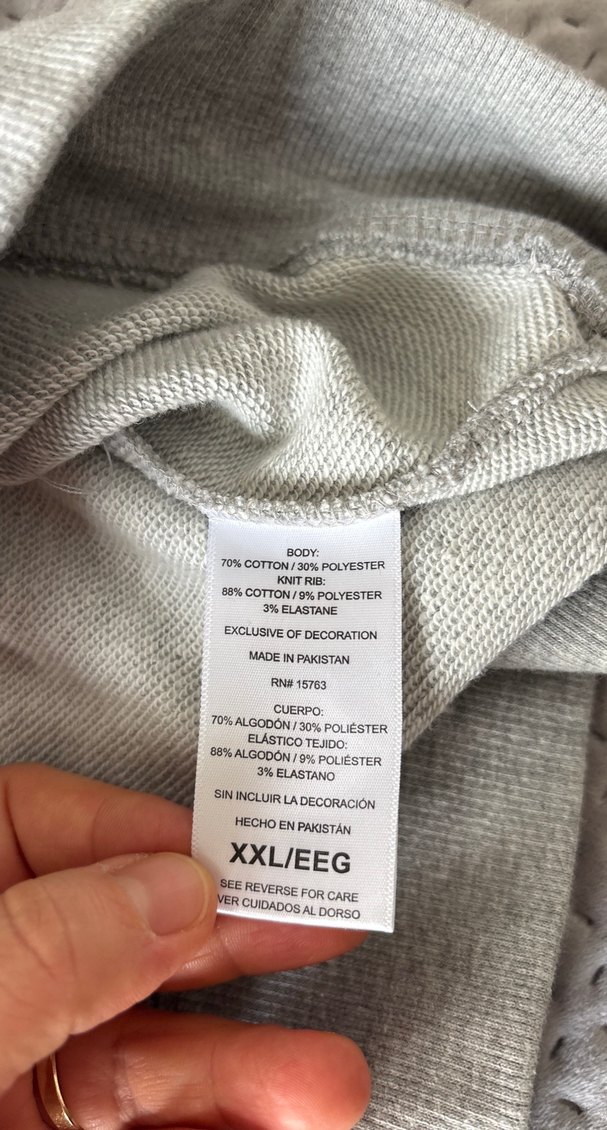 BODY:
70% COTTON / 30% POLYESTER
KNIT RIB:
88% COTTON / 9% POLYESTER
3% ELASTANE
EXCLUSIVE OF DECORATION
MADE IN PAKISTAN
RN# 15763
CUERPO:
70% ALGODÓN / 30% POLIÉSTER
ELÁSTICO TEJIDO:
88% ALGODÓN / 9% POLIÉSTER
3% ELASTANO
SIN INCLUIR LA DECORACIÓN
HECHO EN PAKISTÁN
XXL/EEG
SEE REVERSE FOR CARE
VER CUIDADOS AL DORSO